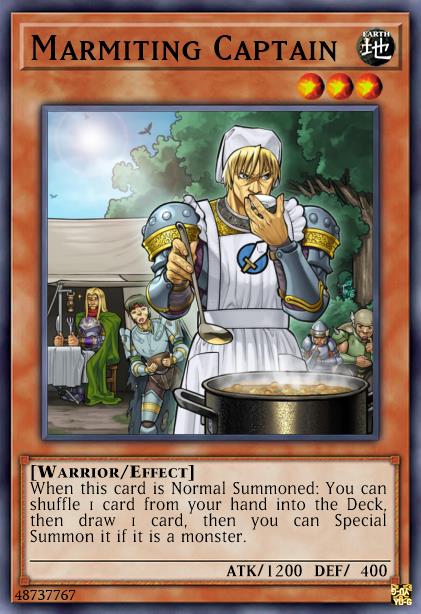 MARMITING CAPTAIN
EARTH
地
[WARRIOR/EFFECT]
When this card is Normal Summoned: You can
shuffle 1 card from your hand into the Deck,
then draw 1 card, then you can Special
Summon it if it is a monster.
ATK/1200 DEF/ 400
48737767